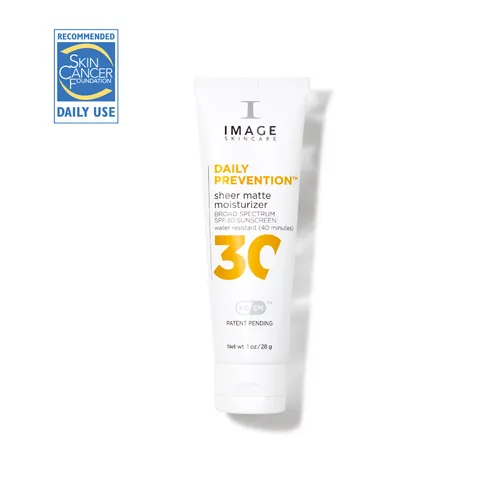 RECOMMENDED
SKIN
CANCER
FOUNDATION
DAILY USE
I
IMAGE
SKINCARE
DAILY
PREVENTION™
sheer matte
moisturizer
BROAD SPECTRUM
SPF 30 SUNSCREEN
water resistant (40 minutes)
30
PATENT PENDING
Net wt. 1 oz / 28 g